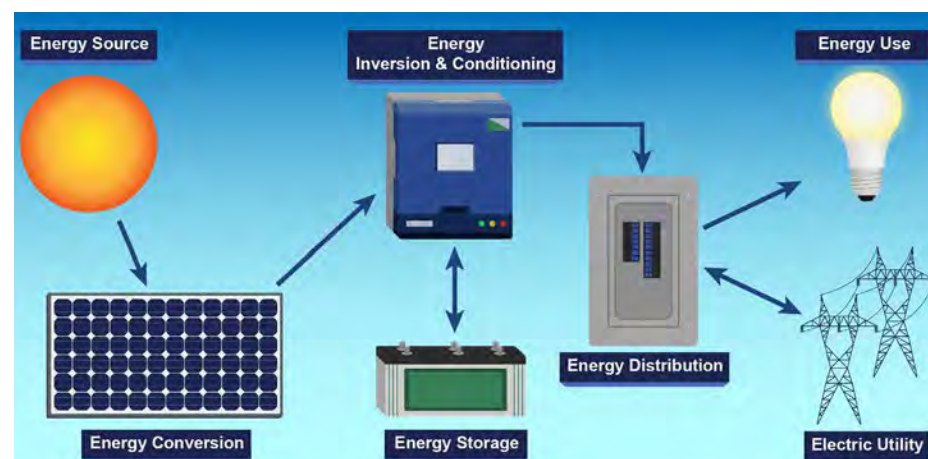 Energy Source
Energy
Inversion & Conditioning
Energy Use
Energy Distribution
Energy Conversion
Energy Storage
Electric Utility